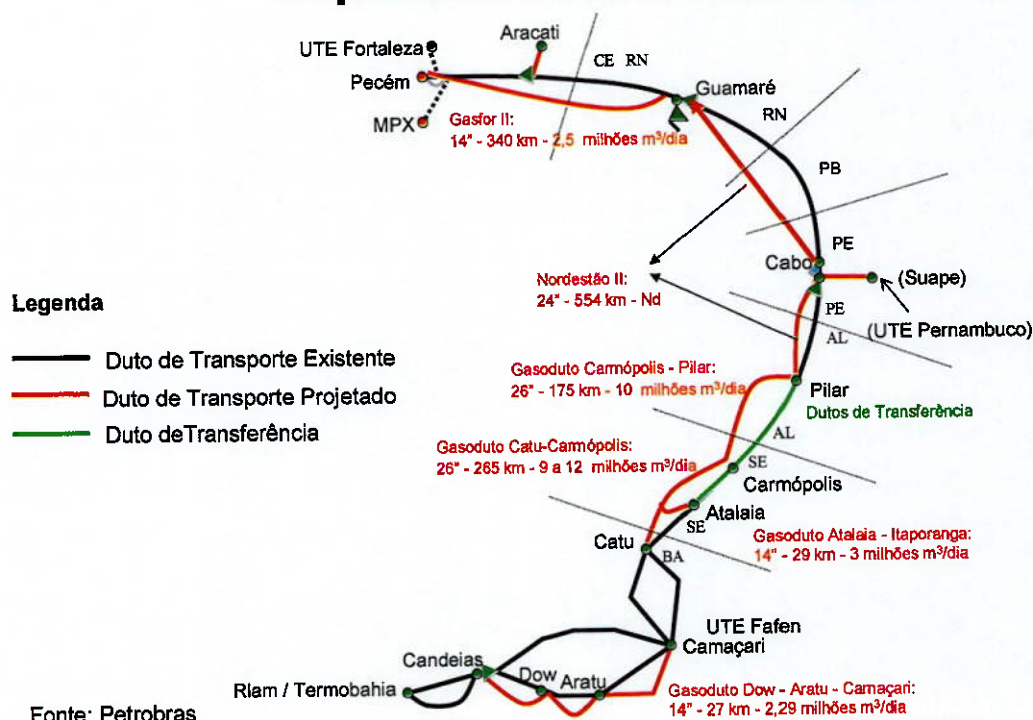 UTE Fortaleza
Aracati
CE RN
Pecém
Guamaré
MPX
Gasfor II:
14" - 340 km - 2,5 milhões m³/dia
RN
PB
PE
Cabo
(Suape)
Nordestão II:
24" - 554 km - Nd
PE
AL
(UTE Pernambuco)
Legenda
Duto de Transporte Existente
Duto de Transporte Projetado
Duto deTransferência
Gasoduto Carmópolis - Pilar:
26" - 175 km - 10 milhões m³/dia
Pilar
Dutos de Transferência
AL
Gasoduto Catu-Carmópolis:
26" - 265 km - 9 a 12 milhões m³/dia
SE
Carmópolis
Atalaia
SE
Gasoduto Atalaia - Itaporanga:
14" - 29 km - 3 milhões m³/dia
Catu
BA
UTE Fafen
Camaçari
Candeias
Dow
Aratu
Rlam / Termobahia
Gasoduto Dow - Aratu - Camaçari:
14" - 27 km - 2,29 milhões m³/dia
Fonte: Petrobras